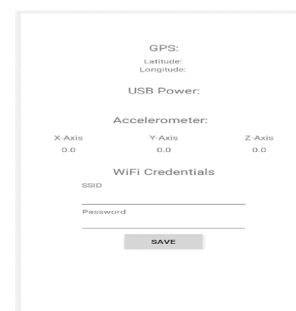 GPS:
Latitude:
Longitude:
USB Power:
Accelerometer:
X-Axis Y-Axis Z-Axis
0.0 0.0 0.0
WiFi Credentials
SSID
Password
SAVE